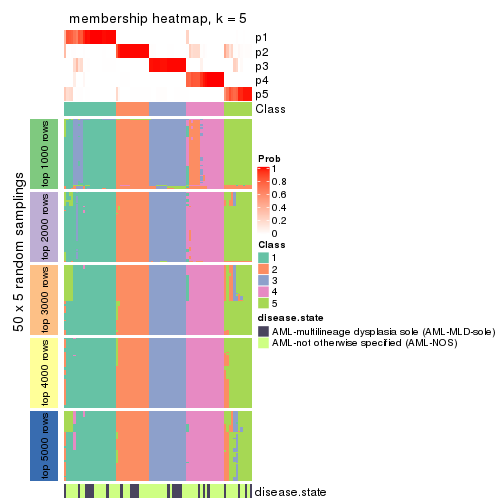 membership heatmap, k = 5
p1
p2
p3
p4
p5
Class
50 x 5 random samplings
top 1000 rows
top 2000 rows
top 3000 rows
top 4000 rows
top 5000 rows
disease.state
Prob
1
0.8
0.6
0.4
0.2
0
Class
1
2
3
4
5
disease.state
AML-multilineage dysplasia sole (AML-MLD-sole)
AML-not otherwise specified (AML-NOS)